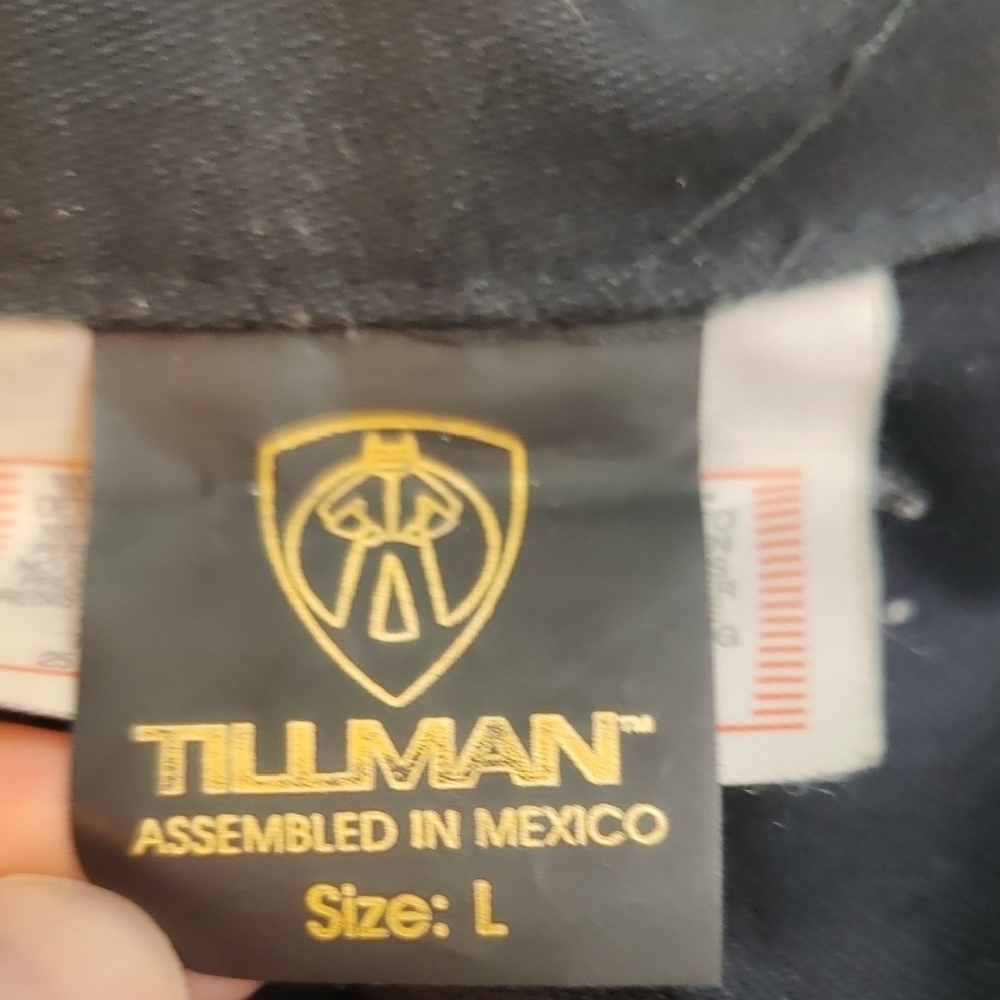 TILLMAN™
ASSEMBLED IN MEXICO
Size: L